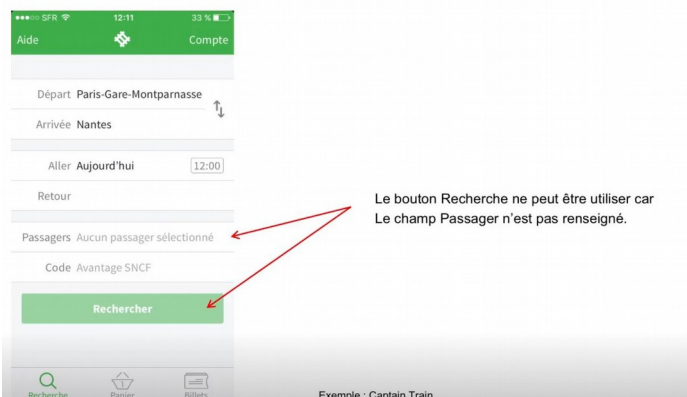 SFR 12:11 33 %
Aide Compte
Départ Paris-Gare-Montparnasse
Arrivée Nantes
Aller Aujourd'hui 12:00
Retour
Passagers Aucun passager sélectionné
Code Avantage SNCF
Rechercher
Recherche Panier Billets
Le bouton Recherche ne peut être utiliser car
Le champ Passager n'est pas renseigné.
Exemple : Captain Train